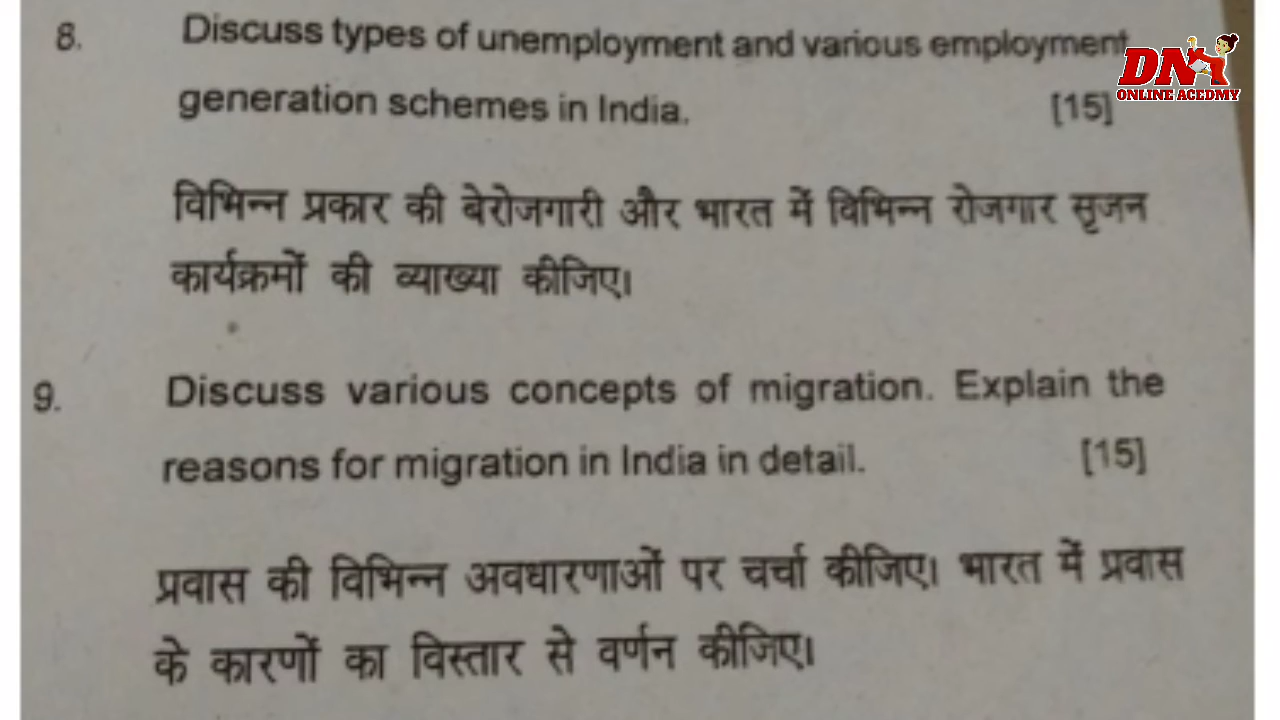 8. Discuss types of unemployment and various employment
generation schemes in India. [15]
DNA
ONLINE ACEDMY
विभिन्न प्रकार की बेरोजगारी और भारत में विभिन्न रोजगार सृजन
कार्यक्रमों की व्याख्या कीजिए।
9. Discuss various concepts of migration. Explain the
reasons for migration in India in detail. [15]
प्रवास की विभिन्न अवधारणाओं पर चर्चा कीजिए। भारत में प्रवास
के कारणों का विस्तार से वर्णन कीजिए।